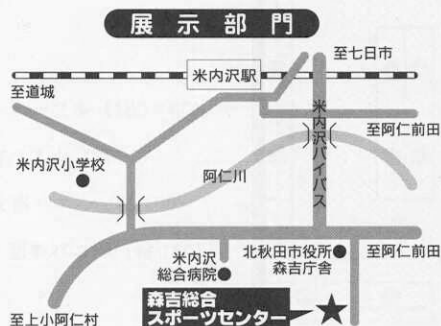 展示部門
至七日市
米内沢駅
至道城
米内沢バイパス
至阿仁前田
米内沢小学校
阿仁川
米内沢
総合病院
北秋田市役所
森吉庁舎
至阿仁前田
森吉総合
スポーツセンター
至上小阿仁村